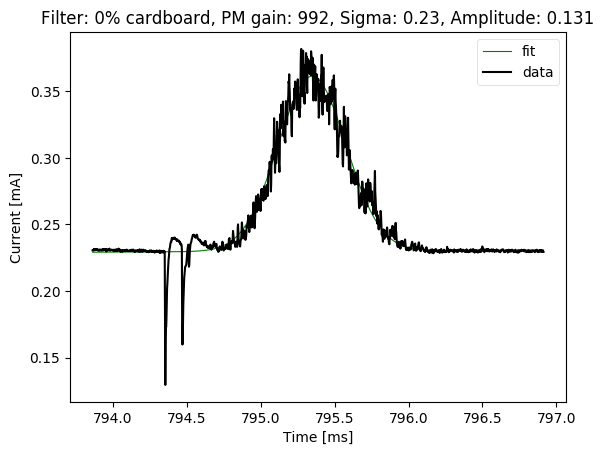 Filter: 0% cardboard, PM gain: 992, Sigma: 0.23, Amplitude: 0.131
fit
data
0.35
0.30
0.25
0.20
0.15
Current [mA]
794.0 794.5 795.0 795.5 796.0 796.5 797.0
Time [ms]